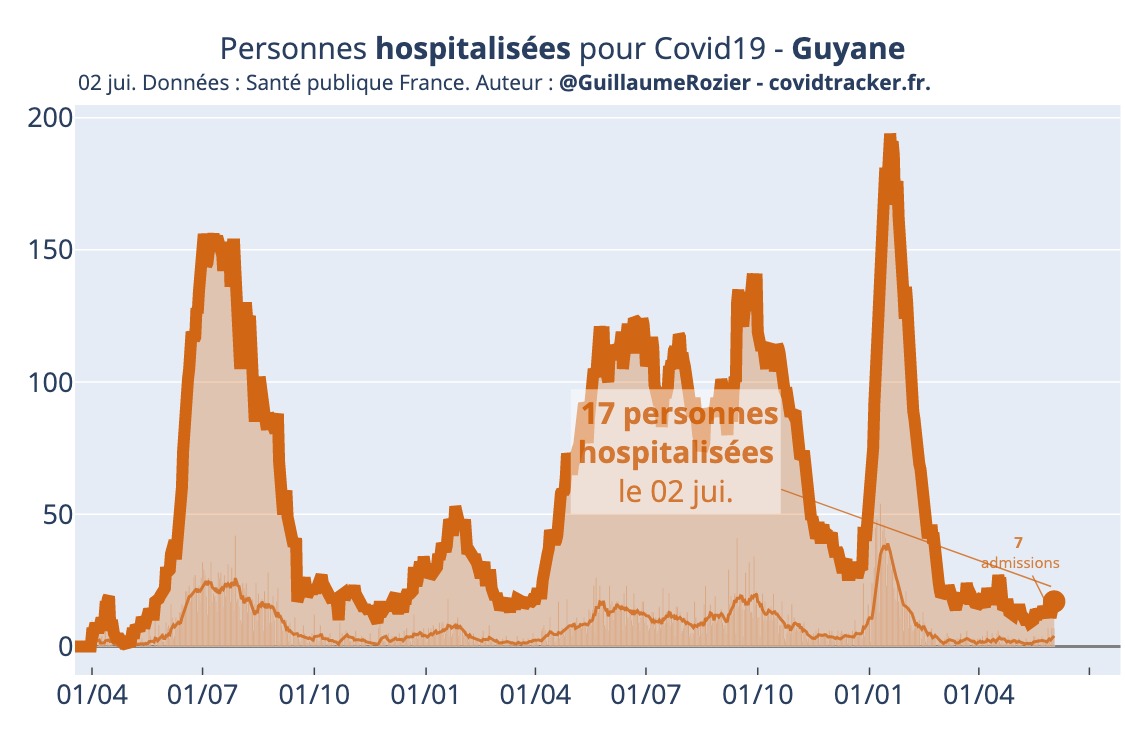 Personnes hospitalisées pour Covid19 - Guyane
02 jui. Données : Santé publique France. Auteur : @GuillaumeRozier - covidtracker.fr.
200
150
100
50
0
17 personnes
hospitalisées
le 02 jui.
7
admissions
01/04 01/07 01/10 01/01 01/04 01/07 01/10 01/01 01/04